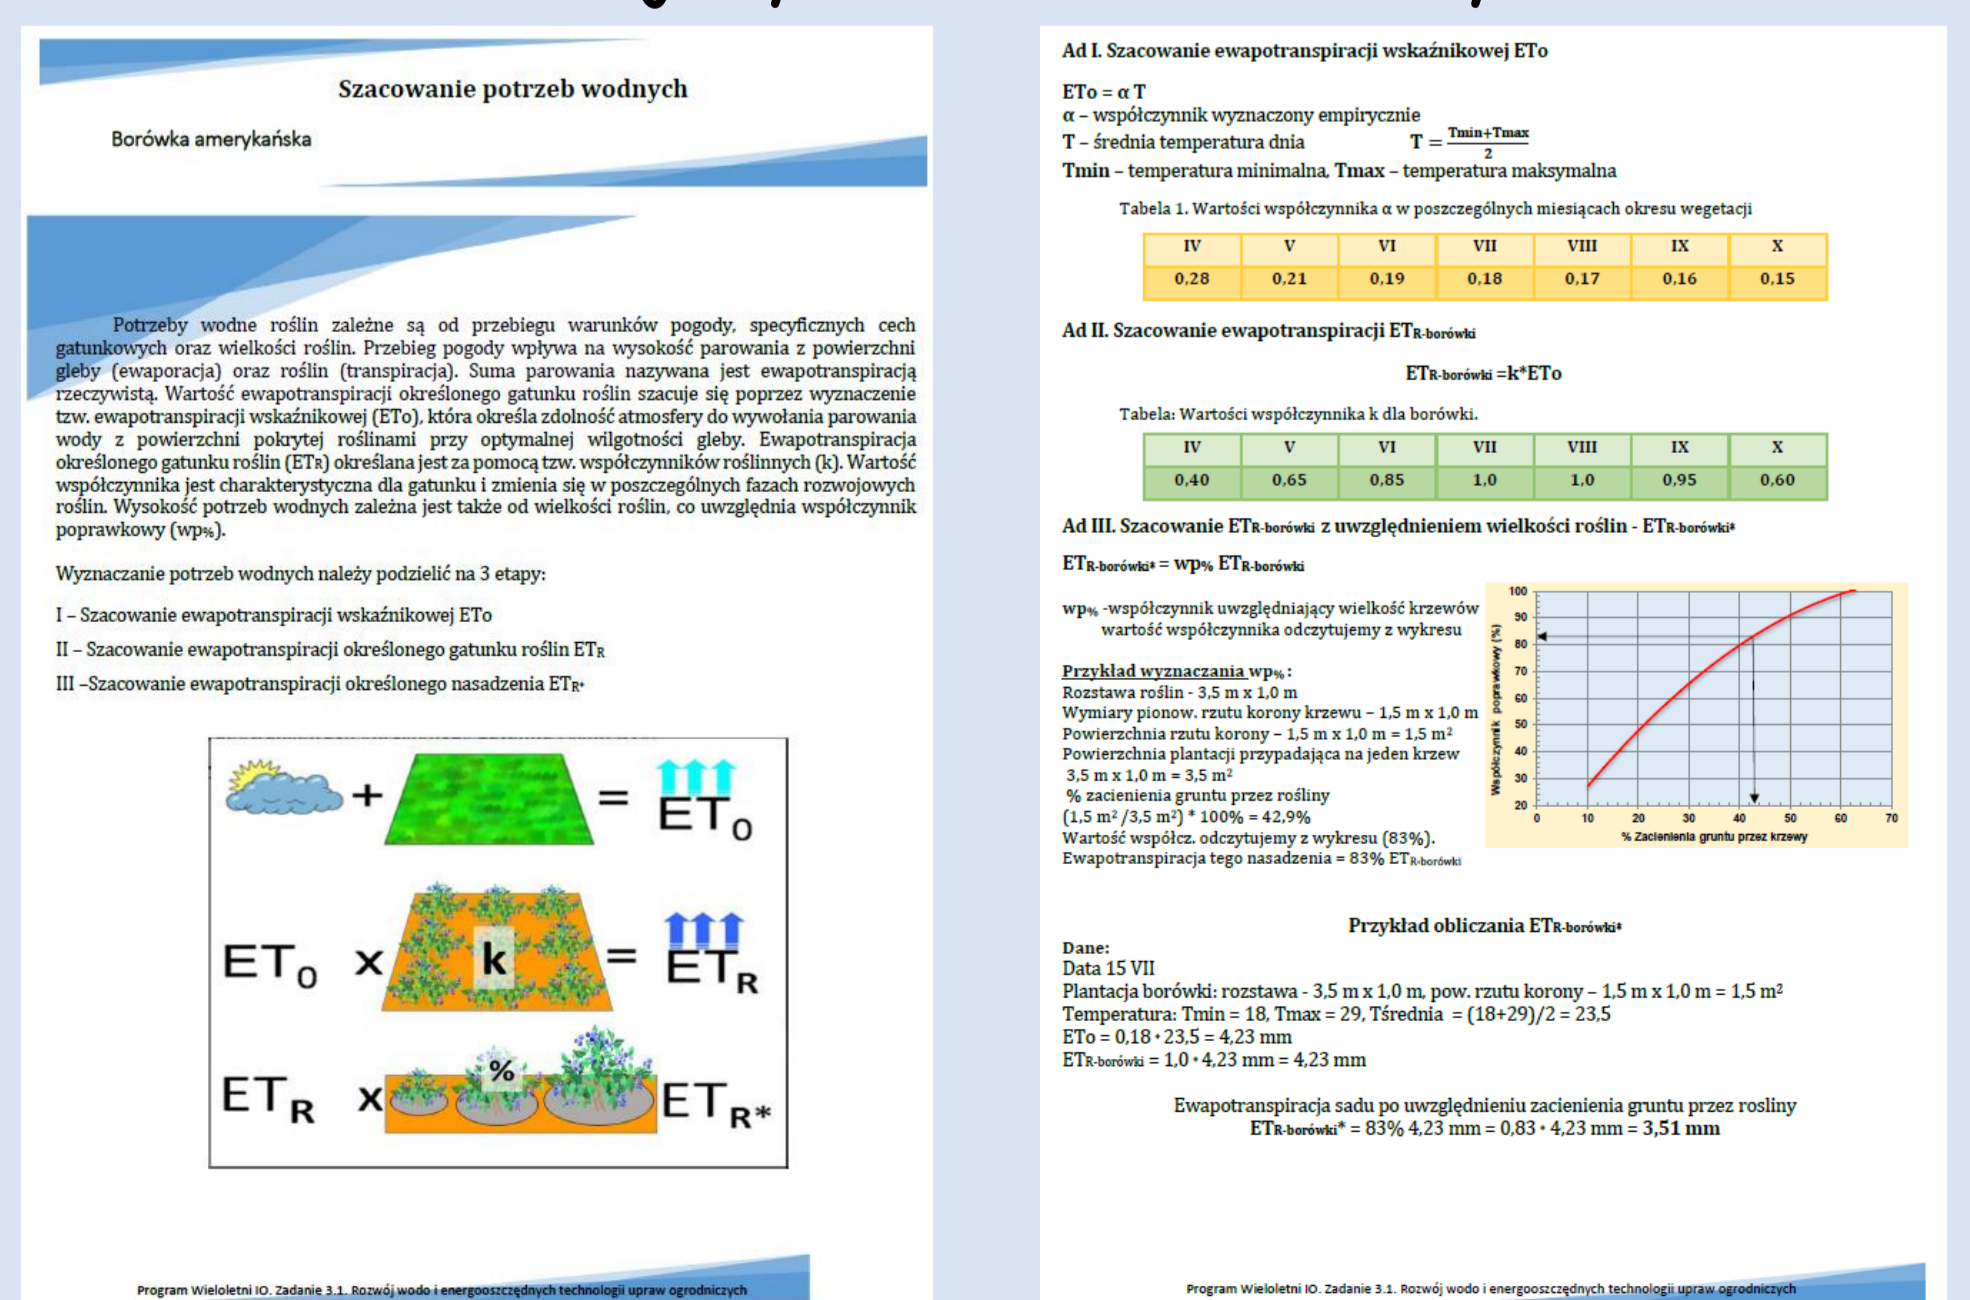 Szacowanie potrzeb wodnych
Borówka amerykańska
Potrzeby wodne roślin zależne są od przebiegu warunków pogody, specyficznych cech
gatunkowych oraz wielkości roślin. Przebieg pogody wpływa na wysokość parowania z powierzchni
gleby (ewaporacja) oraz roślin (transpiracja). Suma parowania nazywana jest ewapotranspiracją
rzeczywistą. Wartość ewapotranspiracji określonego gatunku roślin szacuje się poprzez wyznaczenie
tzw. ewapotranspiracji wskaźnikowej (ETo), która określa zdolność atmosfery do wywołania parowania
wody z powierzchni pokrytej roślinami przy optymalnej wilgotności gleby. Ewapotranspiracja
określonego gatunku roślin (ETR) określana jest za pomocą tzw. współczynników roślinnych (k). Wartość
współczynnika jest charakterystyczna dla gatunku i zmienia się w poszczególnych fazach rozwojowych
roślin. Wysokość potrzeb wodnych zależna jest także od wielkości roślin, co uwzględnia współczynnik
poprawkowy (wp%).
Wyznaczanie potrzeb wodnych należy podzielić na 3 etapy:
I – Szacowanie ewapotranspiracji wskaźnikowej ETo
II – Szacowanie ewapotranspiracji określonego gatunku roślin ETR
III –Szacowanie ewapotranspiracji określonego nasadzenia ETR*
+ = ETo
ETo x k = ETR
ETR x % ETR*
Program Wieloletni IO. Zadanie 3.1. Rozwój wodo i energooszczędnych technologii upraw ogrodniczych
Ad I. Szacowanie ewapotranspiracji wskaźnikowej ETo
ETo = α T
α – współczynnik wyznaczony empirycznie
T – średnia temperatura dnia T = (Tmin+Tmax)/2
Tmin – temperatura minimalna, Tmax – temperatura maksymalna
Tabela 1. Wartości współczynnika α w poszczególnych miesiącach okresu wegetacji
IV V VI VII VIII IX X
0,28 0,21 0,19 0,18 0,17 0,16 0,15
Ad II. Szacowanie ewapotranspiracji ETR-borówki
ETR-borówki =k*ETo
Tabela: Wartości współczynnika k dla borówki.
IV V VI VII VIII IX X
0,40 0,65 0,85 1,0 1,0 0,95 0,60
Ad III. Szacowanie ETR-borówki z uwzględnieniem wielkości roślin - ETR-borówki*
ETR-borówki* = wp% ETR-borówki
wp% -współczynnik uwzględniający wielkość krzewów
wartość współczynnika odczytujemy z wykresu
Przykład wyznaczania wp%:
Rozstawa roślin - 3,5 m x 1,0 m
Wymiary pionow. rzutu korony krzewu – 1,5 m x 1,0 m
Powierzchnia rzutu korony – 1,5 m x 1,0 m = 1,5 m²
Powierzchnia plantacji przypadająca na jeden krzew
3,5 m x 1,0 m = 3,5 m²
% zacienienia gruntu przez rośliny
(1,5 m² /3,5 m²) * 100% = 42,9%
Wartość współcz. odczytujemy z wykresu (83%).
Ewapotranspiracja tego nasadzenia = 83% ETR-borówki
Współczynnik poprawkowy (%)
100
90
80
70
60
50
40
30
20
0 10 20 30 40 50 60 70
% Zacienienia gruntu przez krzewy
Przykład obliczania ETR-borówki*
Dane:
Data 15 VII
Plantacja borówki: rozstawa - 3,5 m x 1,0 m, pow. rzutu korony – 1,5 m x 1,0 m = 1,5 m²
Temperatura: Tmin = 18, Tmax = 29, Tśrednia = (18+29)/2 = 23,5
ETo = 0,18 * 23,5 = 4,23 mm
ETR-borówki = 1,0 * 4,23 mm = 4,23 mm
Ewapotranspiracja sadu po uwzględnieniu zacienienia gruntu przez rosliny
ETR-borówki* = 83% 4,23 mm = 0,83 * 4,23 mm = 3,51 mm
Program Wieloletni IO. Zadanie 3.1. Rozwój wodo i energooszczędnych technologii upraw ogrodniczych